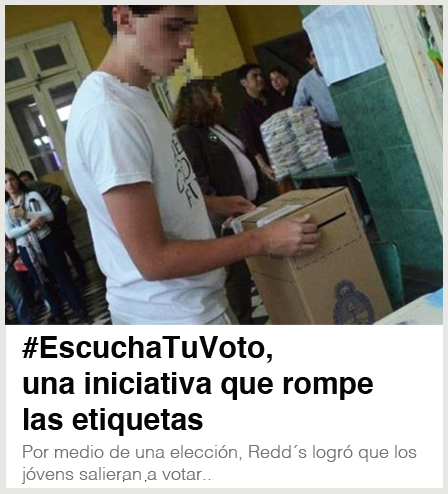 #EscuchaTuVoto,
una iniciativa que rompe
las etiquetas
Por medio de una elección, Redd´s logró que los
jóvens salieran a votar..